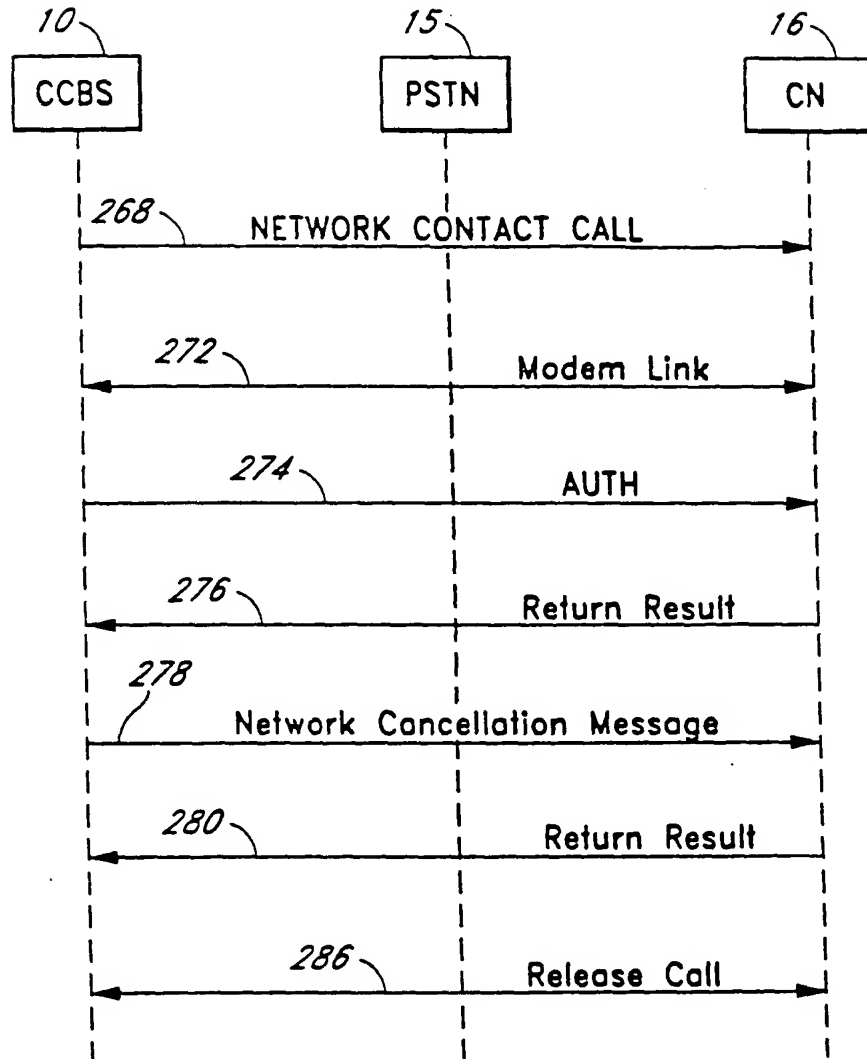 10 15 16
CCBS PSTN CN
268 NETWORK CONTACT CALL
272 Modem Link
274 AUTH
276 Return Result
278
Network Cancellation Message
280 Return Result
286 Release Call